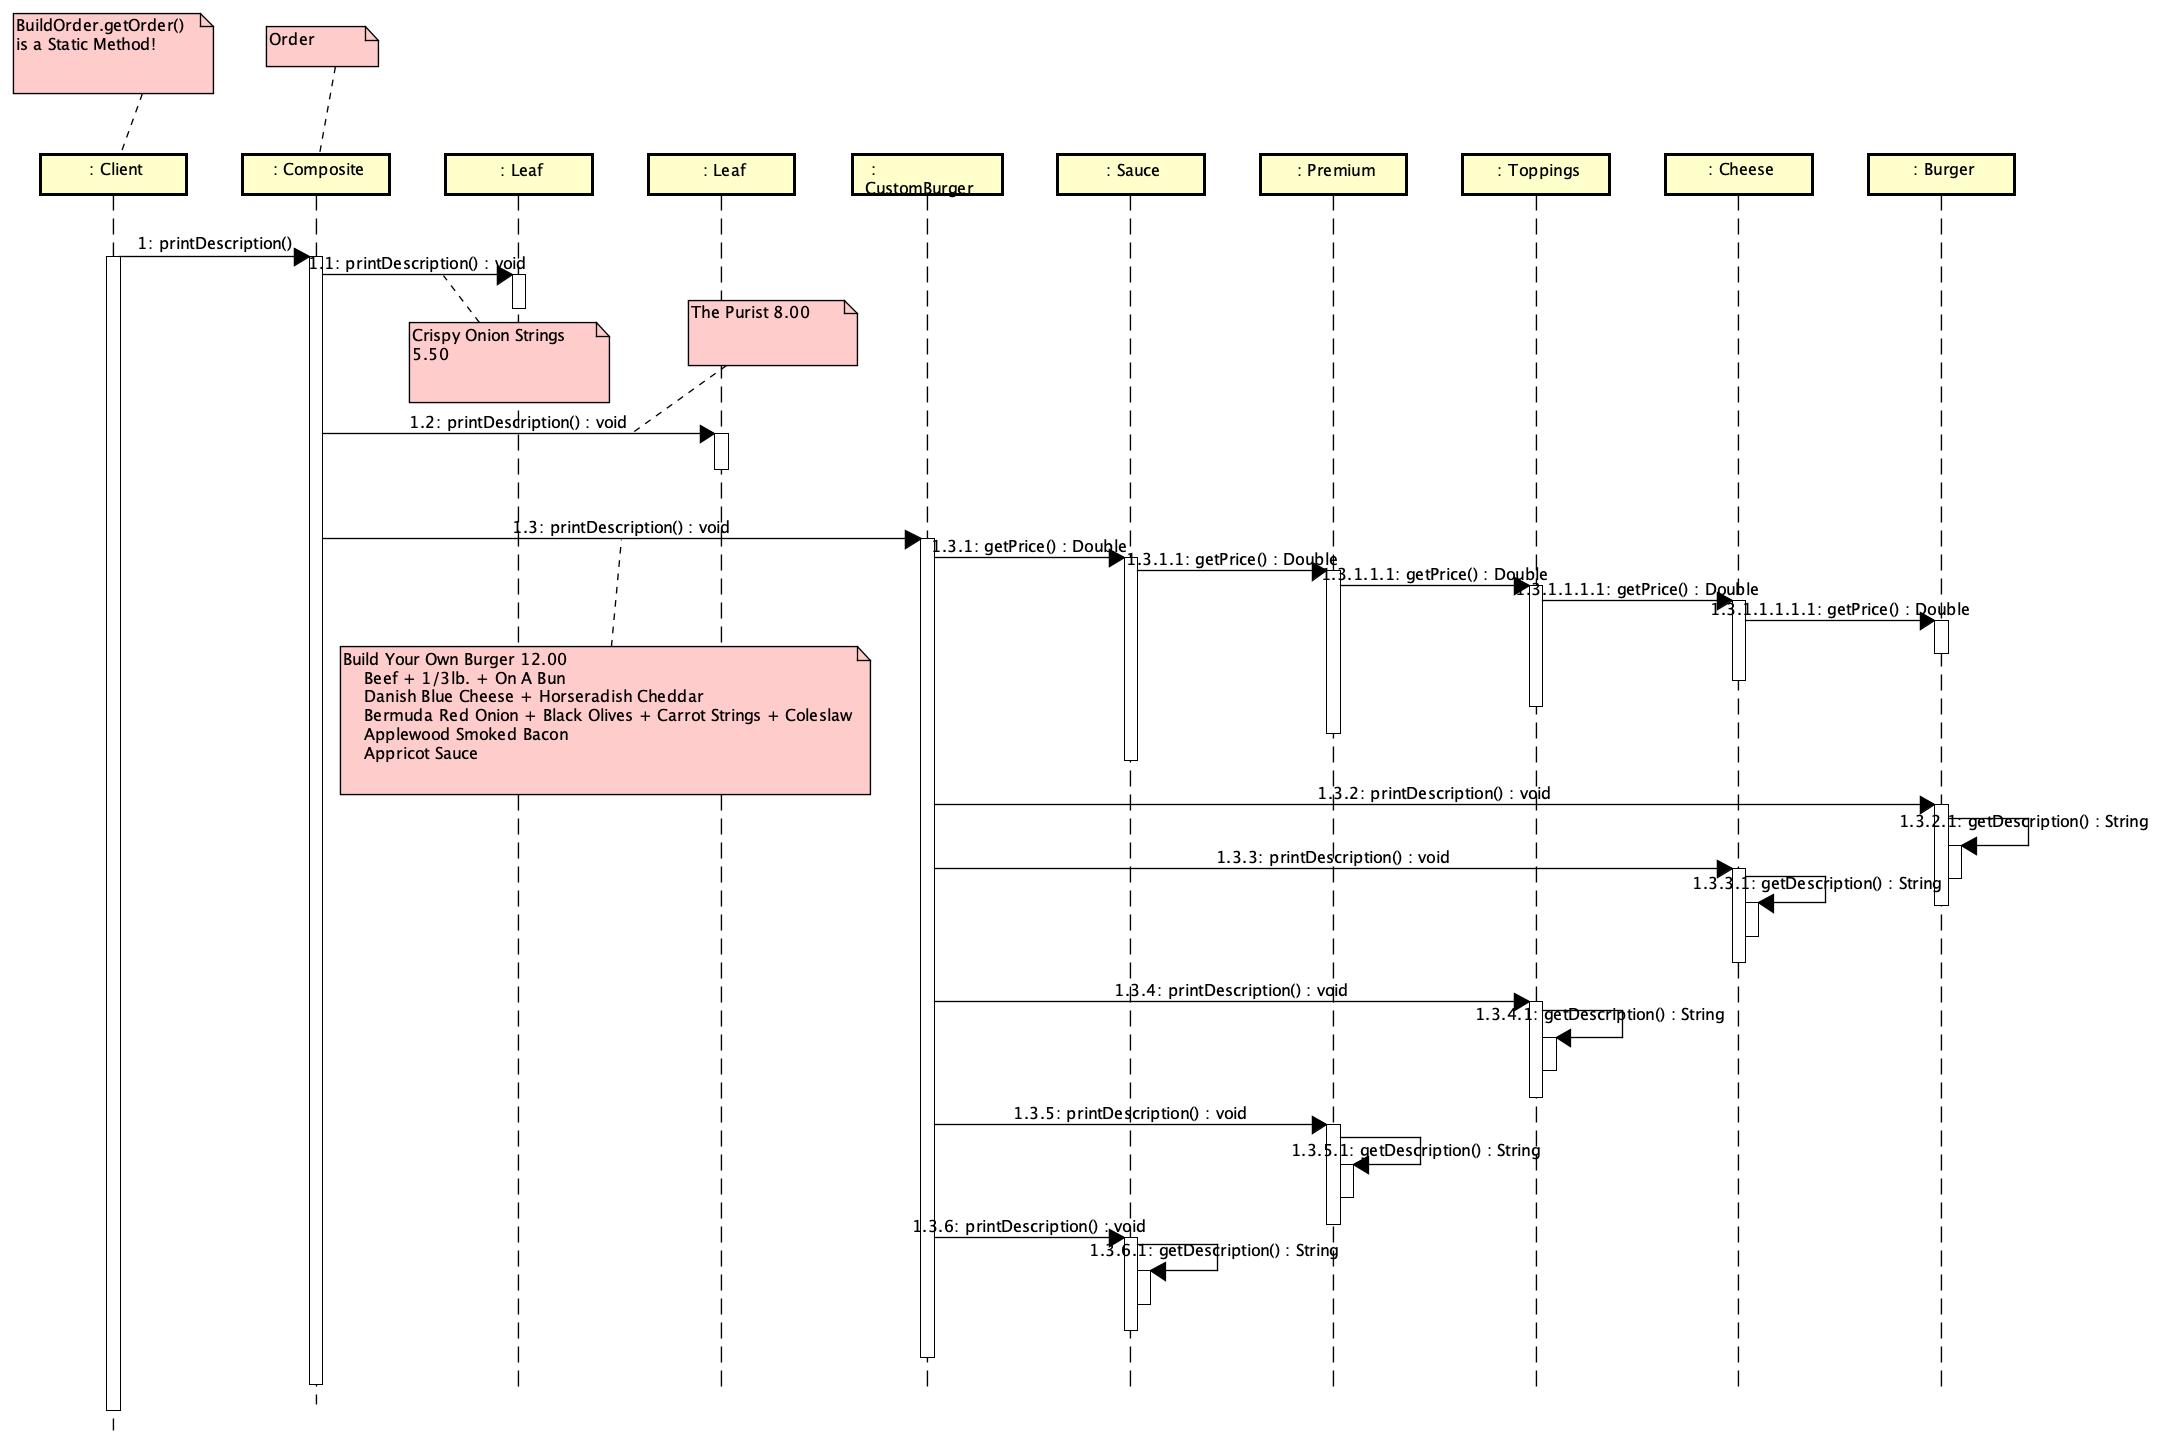 BuildOrder.getOrder()
is a Static Method!
Order
: Client
: Composite
: Leaf
: Leaf
:
CustomBurger
: Sauce
: Premium
: Toppings
: Cheese
: Burger
1: printDescription()
1.1: printDescription() : void
Crispy Onion Strings
5.50
The Purist 8.00
1.2: printDescription() : void
1.3: printDescription() : void
1.3.1: getPrice() : Double
1.3.1.1: getPrice() : Double
1.3.1.1.1: getPrice() : Double
1.3.1.1.1.1: getPrice() : Double
1.3.1.1.1.1.1: getPrice() : Double
Build Your Own Burger 12.00
Beef + 1/3lb. + On A Bun
Danish Blue Cheese + Horseradish Cheddar
Bermuda Red Onion + Black Olives + Carrot Strings + Coleslaw
Applewood Smoked Bacon
Appricot Sauce
1.3.2: printDescription() : void
1.3.2.1: getDescription() : String
1.3.3: printDescription() : void
1.3.3.1: getDescription() : String
1.3.4: printDescription() : void
1.3.4.1: getDescription() : String
1.3.5: printDescription() : void
1.3.5.1: getDescription() : String
1.3.6: printDescription() : void
1.3.6.1: getDescription() : String